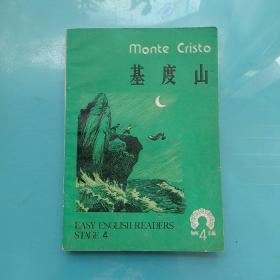 Monte Cristo
基度山
EASY ENGLISH READERS
STAGE 4
4